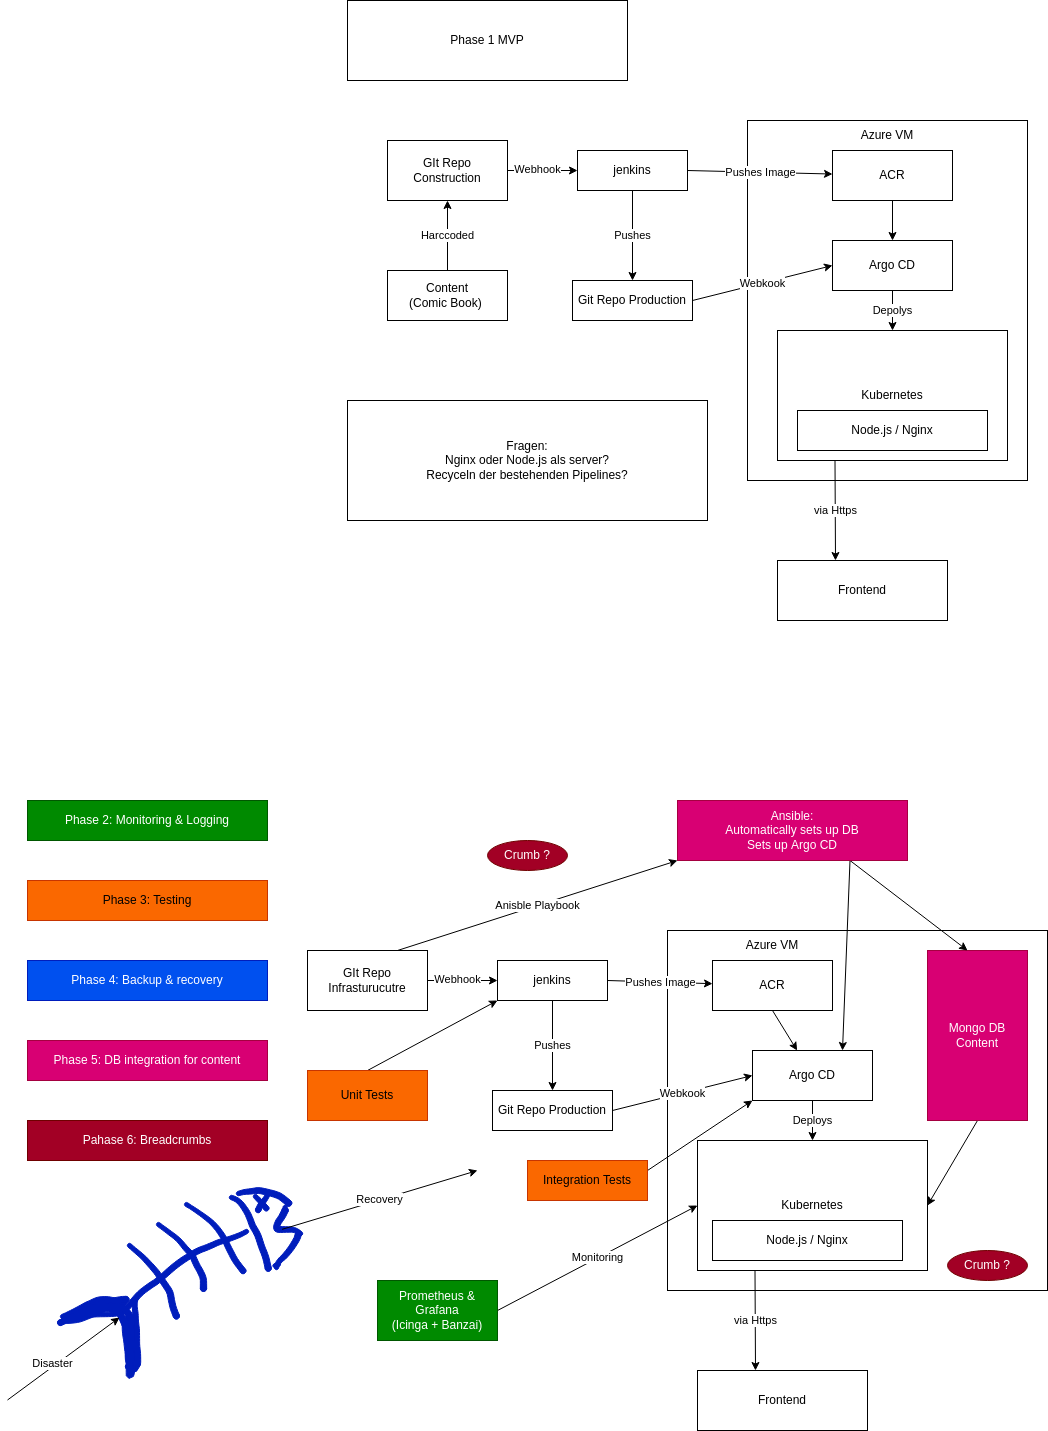 Phase 1 MVP
Azure VM
GIt Repo
Construction
Webhook
jenkins
Pushes Image
ACR
Harccoded
Pushes
Argo CD
Content
(Comic Book)
Git Repo Production
Webkook
Depolys
Kubernetes
Node.js / Nginx
Fragen:
Nginx oder Node.js als server?
Recyceln der bestehenden Pipelines?
via Https
Frontend
Phase 2: Monitoring & Logging
Phase 3: Testing
Phase 4: Backup & recovery
Phase 5: DB integration for content
Pahase 6: Breadcrumbs
Ansible:
Automatically sets up DB
Sets up Argo CD
Crumb ?
Anisble Playbook
Azure VM
GIt Repo
Infrasturucutre
Webhook
jenkins
Pushes Image
ACR
Mongo DB
Content
Pushes
Argo CD
Unit Tests
Git Repo Production
Webkook
Deploys
Integration Tests
Recovery
Kubernetes
Node.js / Nginx
Monitoring
Crumb ?
Prometheus &
Grafana
(Icinga + Banzai)
via Https
Disaster
Frontend